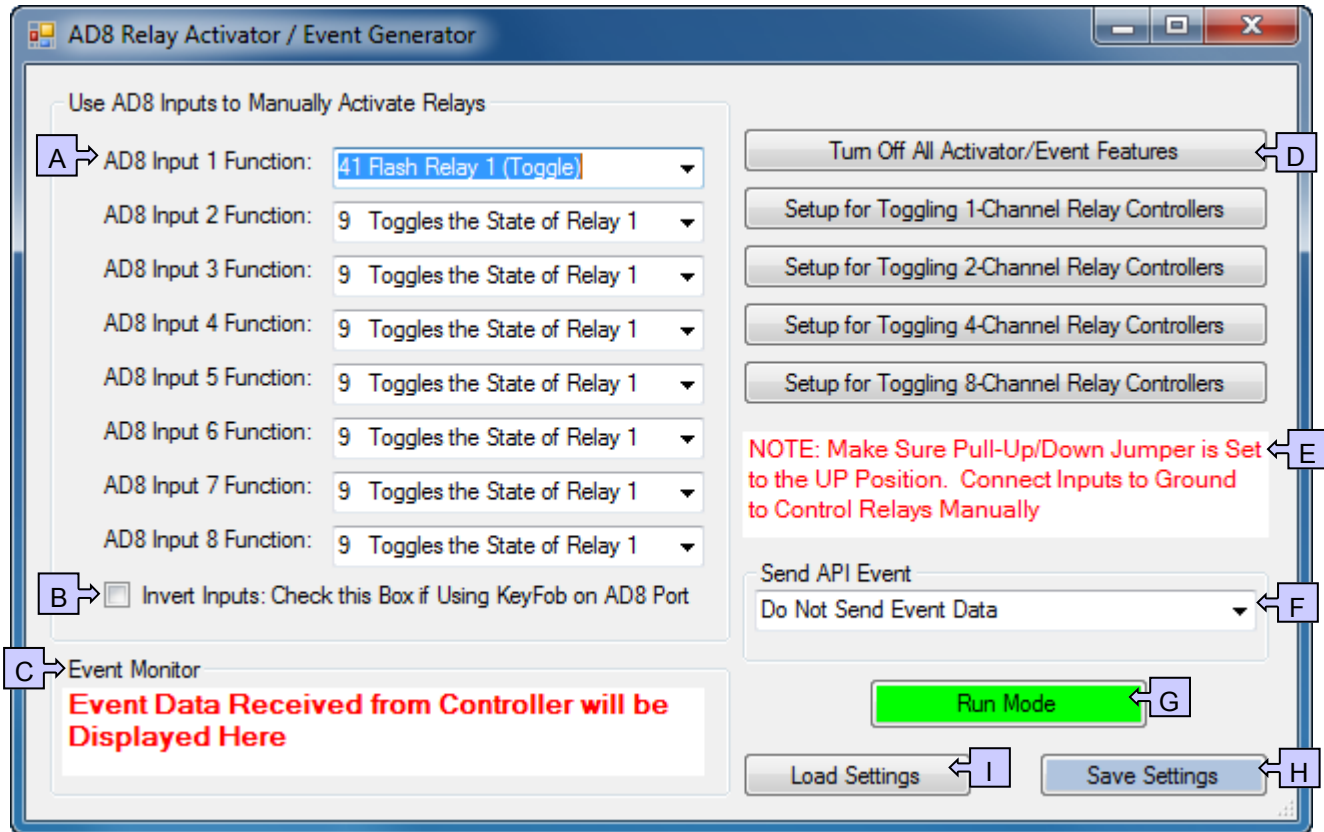 AD8 Relay Activator / Event Generator
Use AD8 Inputs to Manually Activate Relays
A
AD8 Input 1 Function:
41 Flash Relay 1 (Toggle)
AD8 Input 2 Function:
9 Toggles the State of Relay 1
AD8 Input 3 Function:
9 Toggles the State of Relay 1
AD8 Input 4 Function:
9 Toggles the State of Relay 1
AD8 Input 5 Function:
9 Toggles the State of Relay 1
AD8 Input 6 Function:
9 Toggles the State of Relay 1
AD8 Input 7 Function:
9 Toggles the State of Relay 1
AD8 Input 8 Function:
9 Toggles the State of Relay 1
B
Invert Inputs: Check this Box if Using KeyFob on AD8 Port
C
Event Monitor
Event Data Received from Controller will be
Displayed Here
Turn Off All Activator/Event Features
D
Setup for Toggling 1-Channel Relay Controllers
Setup for Toggling 2-Channel Relay Controllers
Setup for Toggling 4-Channel Relay Controllers
Setup for Toggling 8-Channel Relay Controllers
NOTE: Make Sure Pull-Up/Down Jumper is Set
E
to the UP Position. Connect Inputs to Ground
to Control Relays Manually
Send API Event
Do Not Send Event Data
F
Run Mode
G
Load Settings
I
Save Settings
H